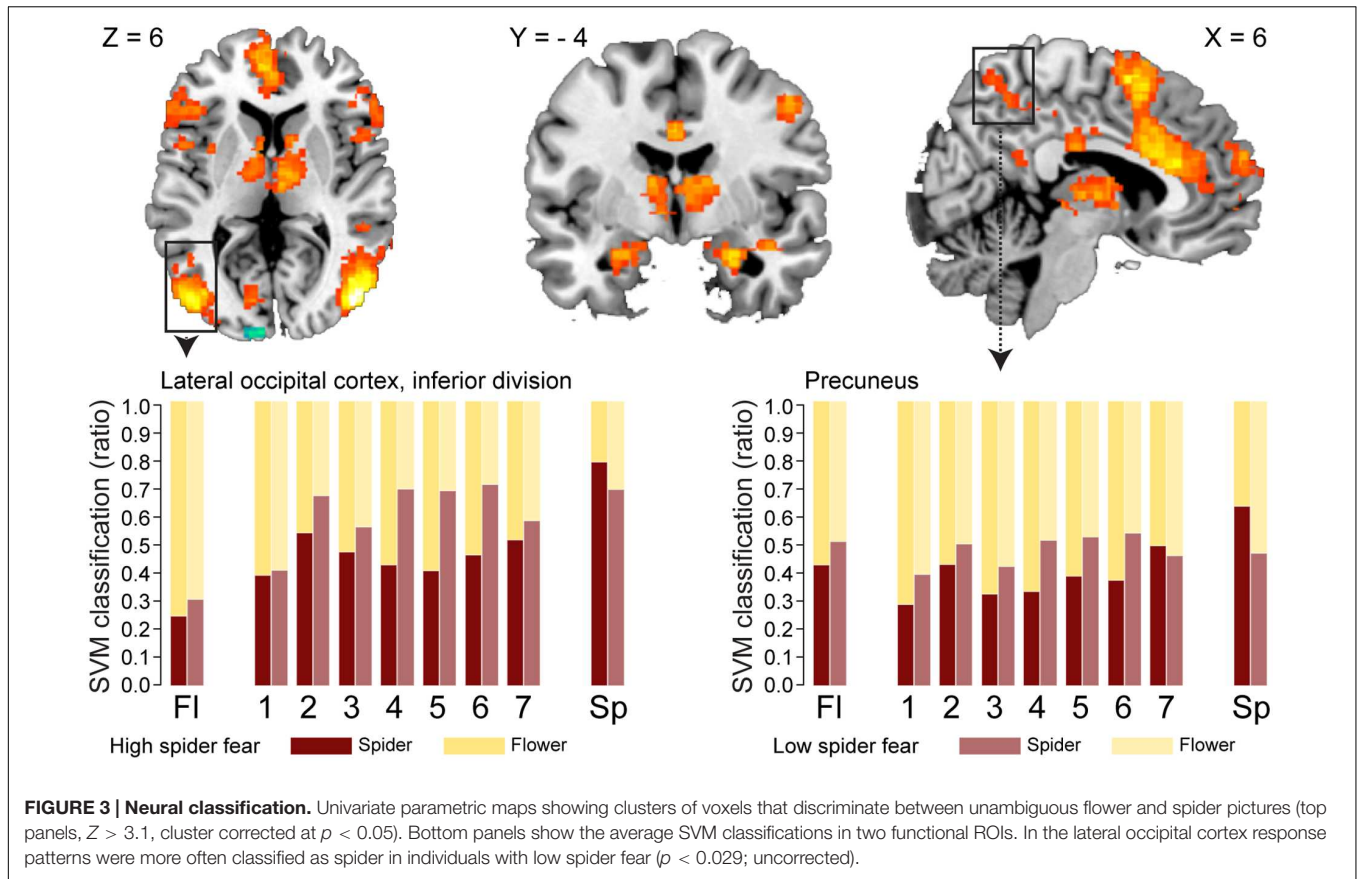 Z = 6
Y = - 4
X = 6
Lateral occipital cortex, inferior division
Precuneus
SVM classification (ratio)
1.0
0.9
0.8
0.7
0.6
0.5
0.4
0.3
0.2
0.1
0.0
Fl 1 2 3 4 5 6 7 Sp
SVM classification (ratio)
1.0
0.9
0.8
0.7
0.6
0.5
0.4
0.3
0.2
0.1
0.0
Fl 1 2 3 4 5 6 7 Sp
High spider fear Spider Flower
Low spider fear Spider Flower
FIGURE 3 | Neural classification. Univariate parametric maps showing clusters of voxels that discriminate between unambiguous flower and spider pictures (top
panels, Z > 3.1, cluster corrected at p < 0.05). Bottom panels show the average SVM classifications in two functional ROIs. In the lateral occipital cortex response
patterns were more often classified as spider in individuals with low spider fear (p < 0.029; uncorrected).